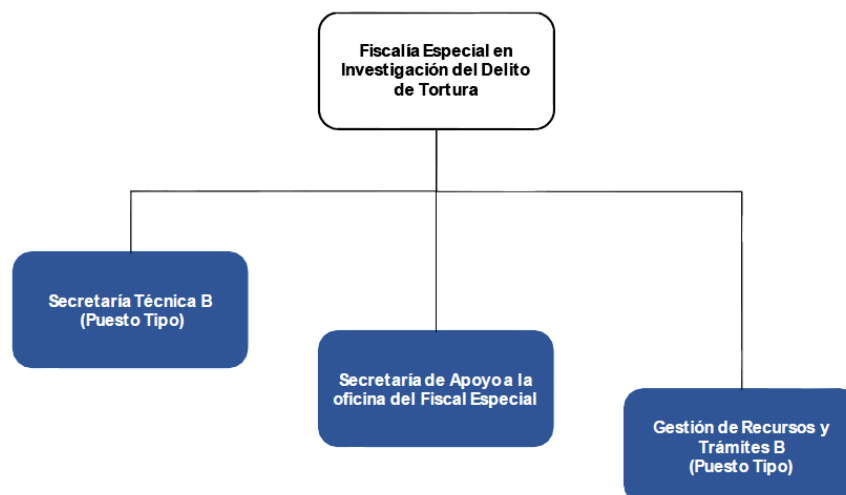 Fiscalía Especial en
Investigación del Delito
de Tortura
Secretaría Técnica B
(Puesto Tipo)
Secretaría de Apoyo a la
oficina del Fiscal Especial
Gestión de Recursos y
Trámites B
(Puesto Tipo)